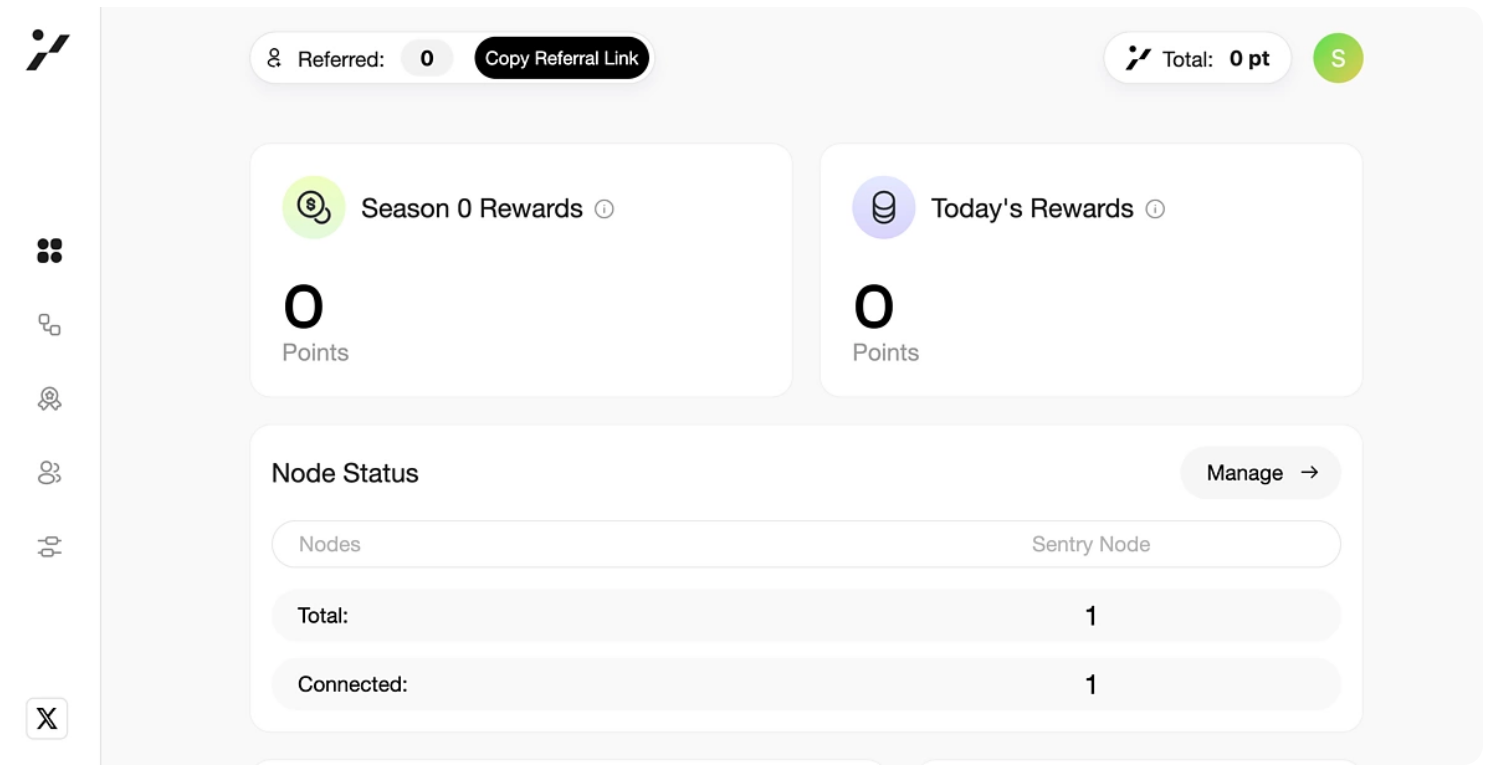 Referred: 0 Copy Referral Link
Total: 0 pt
S
Season 0 Rewards
0
Points
Today's Rewards
0
Points
Node Status
Manage →
Nodes Sentry Node
Total: 1
Connected: 1
X